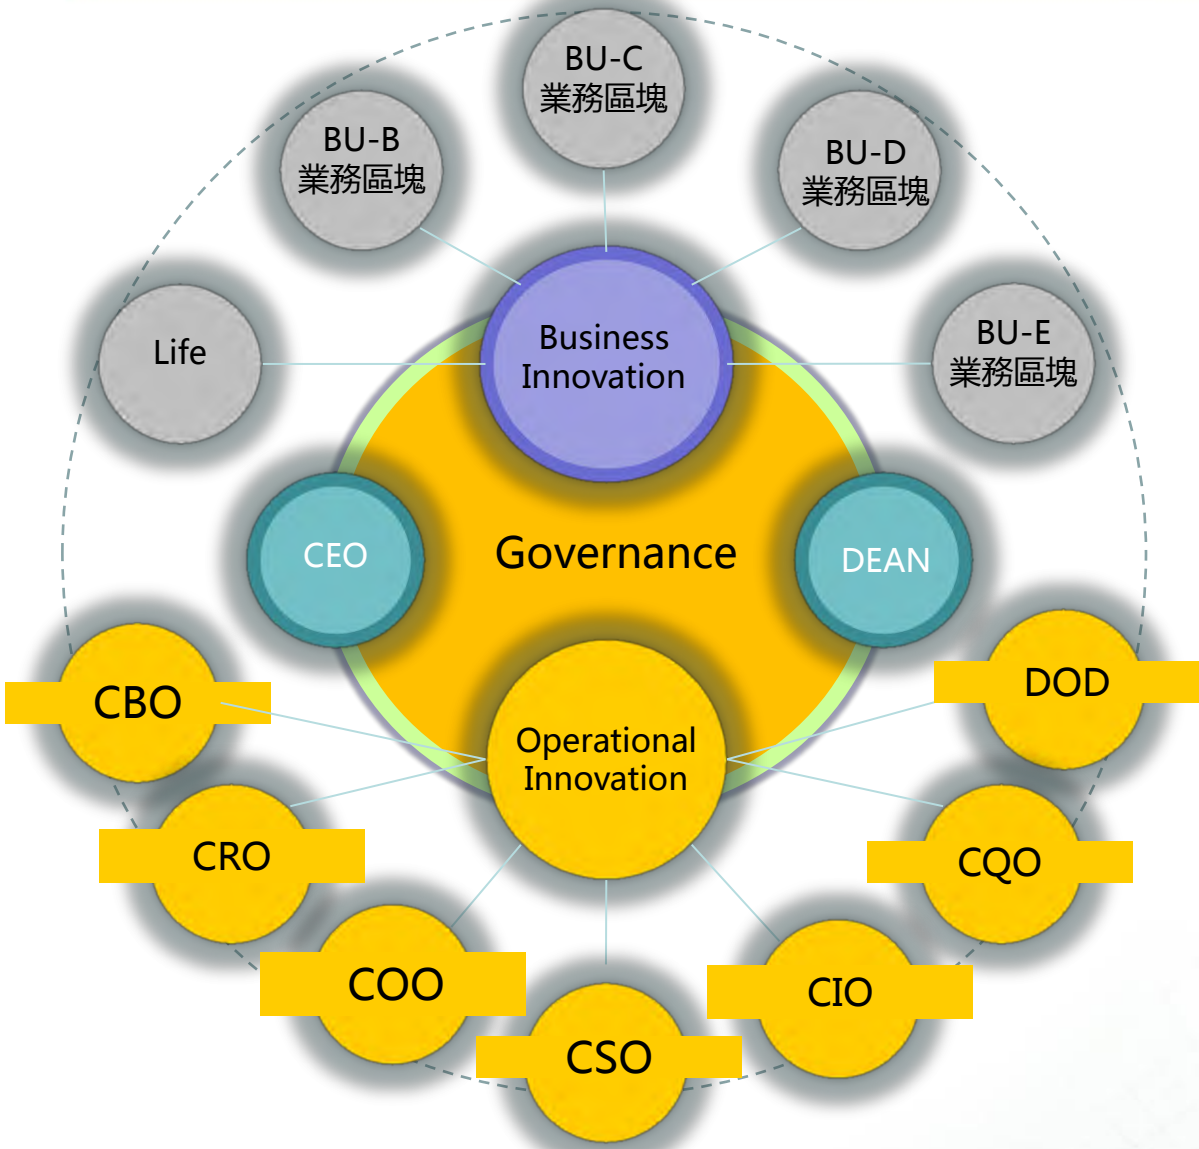 BU-C
業務區塊
BU-B
業務區塊
BU-D
業務區塊
Life
Business
Innovation
BU-E
業務區塊
CEO
Governance
DEAN
CBO
DOD
Operational
Innovation
CRO
CQO
COO
CIO
CSO